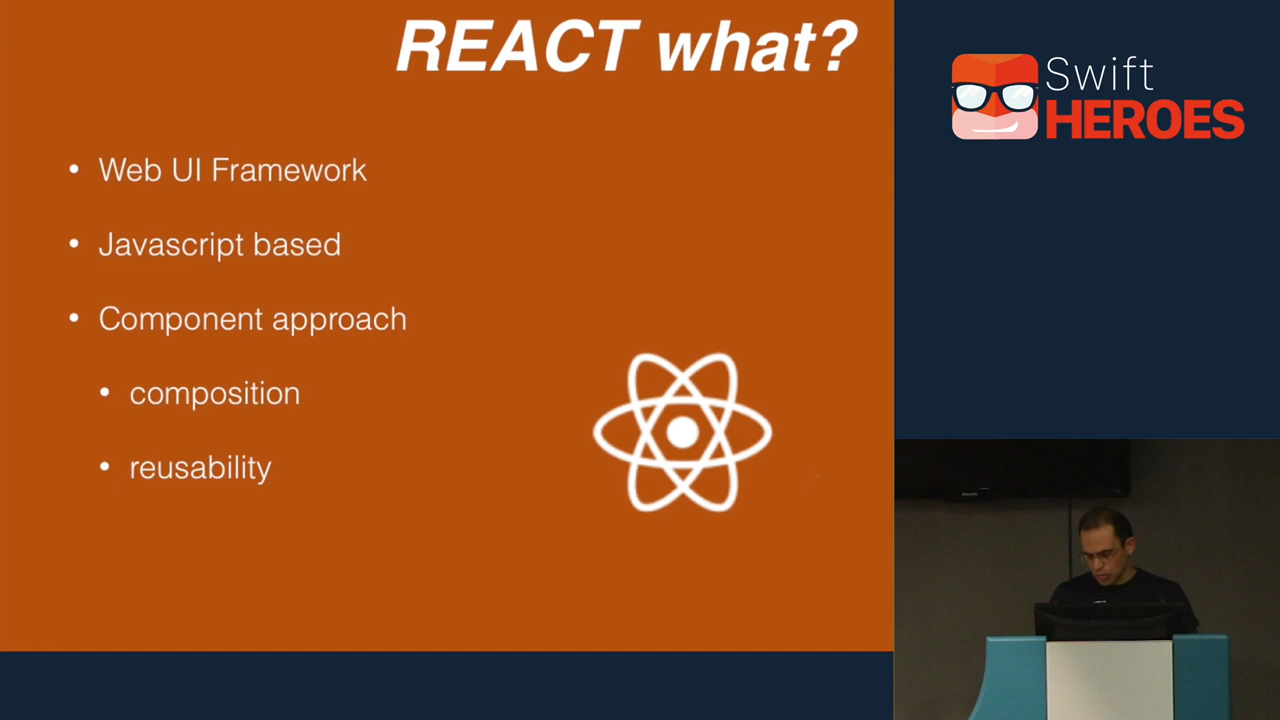 REACT what?
• Web UI Framework
• Javascript based
• Component approach
• composition
• reusability
Swift
HEROES